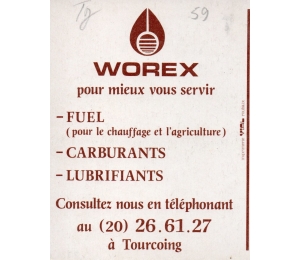 Tg 59
WOREX
pour mieux vous servir
- FUEL
( pour le chauffage et l'agriculture )
- CARBURANTS
- LUBRIFIANTS
Consultez nous en téléphonant
au (20) 26.61.27
à Tourcoing